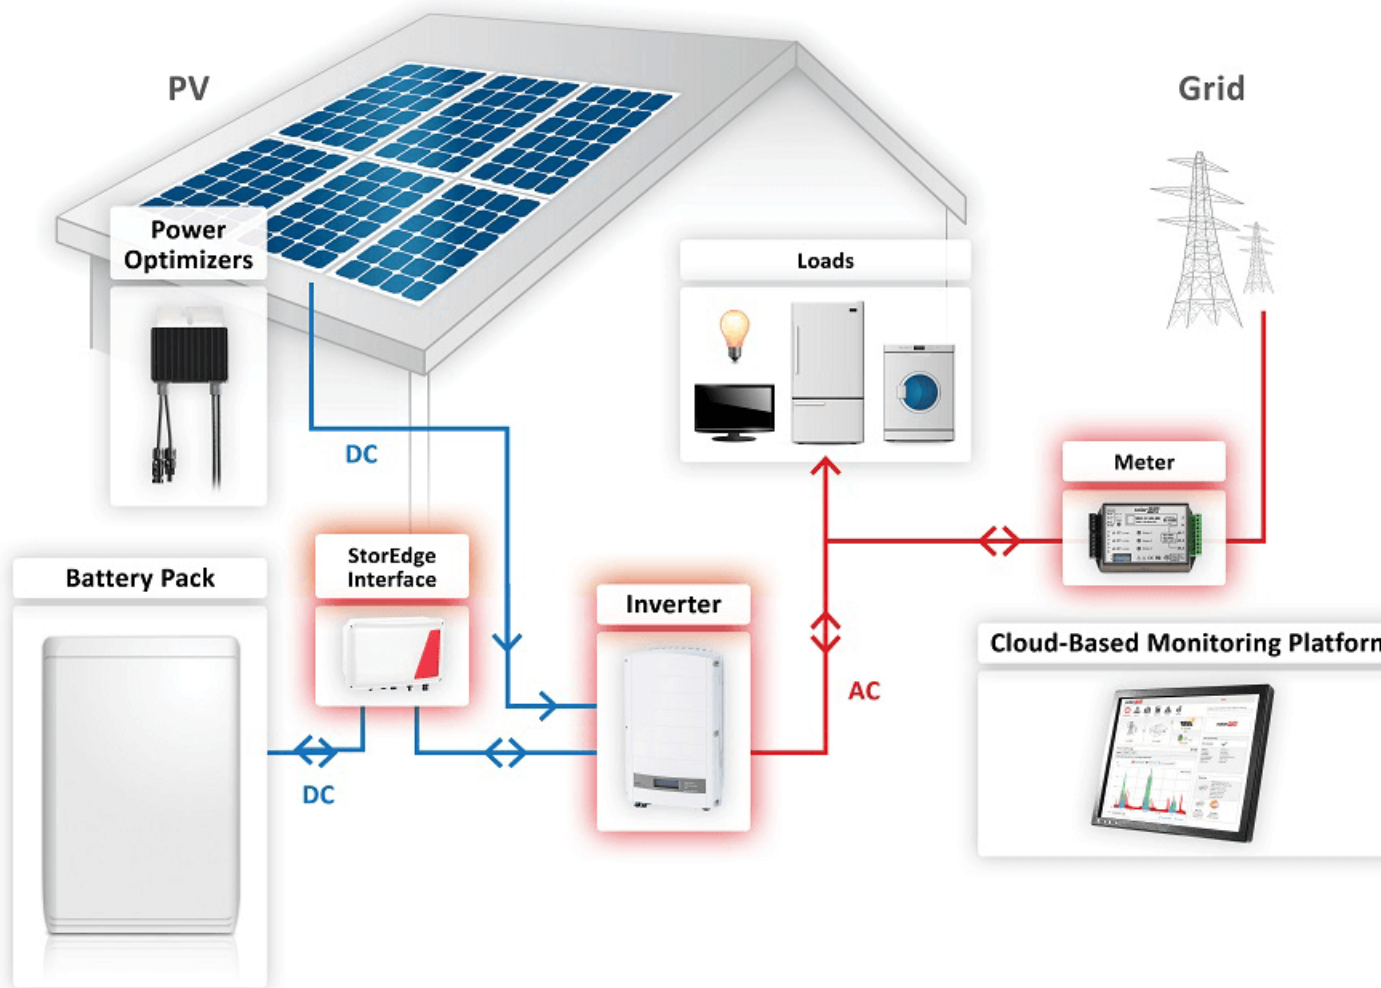 PV
Grid
Power
Optimizers
Loads
DC
Meter
StorEdge
Interface
Battery Pack
Inverter
Cloud-Based Monitoring Platform
AC
DC